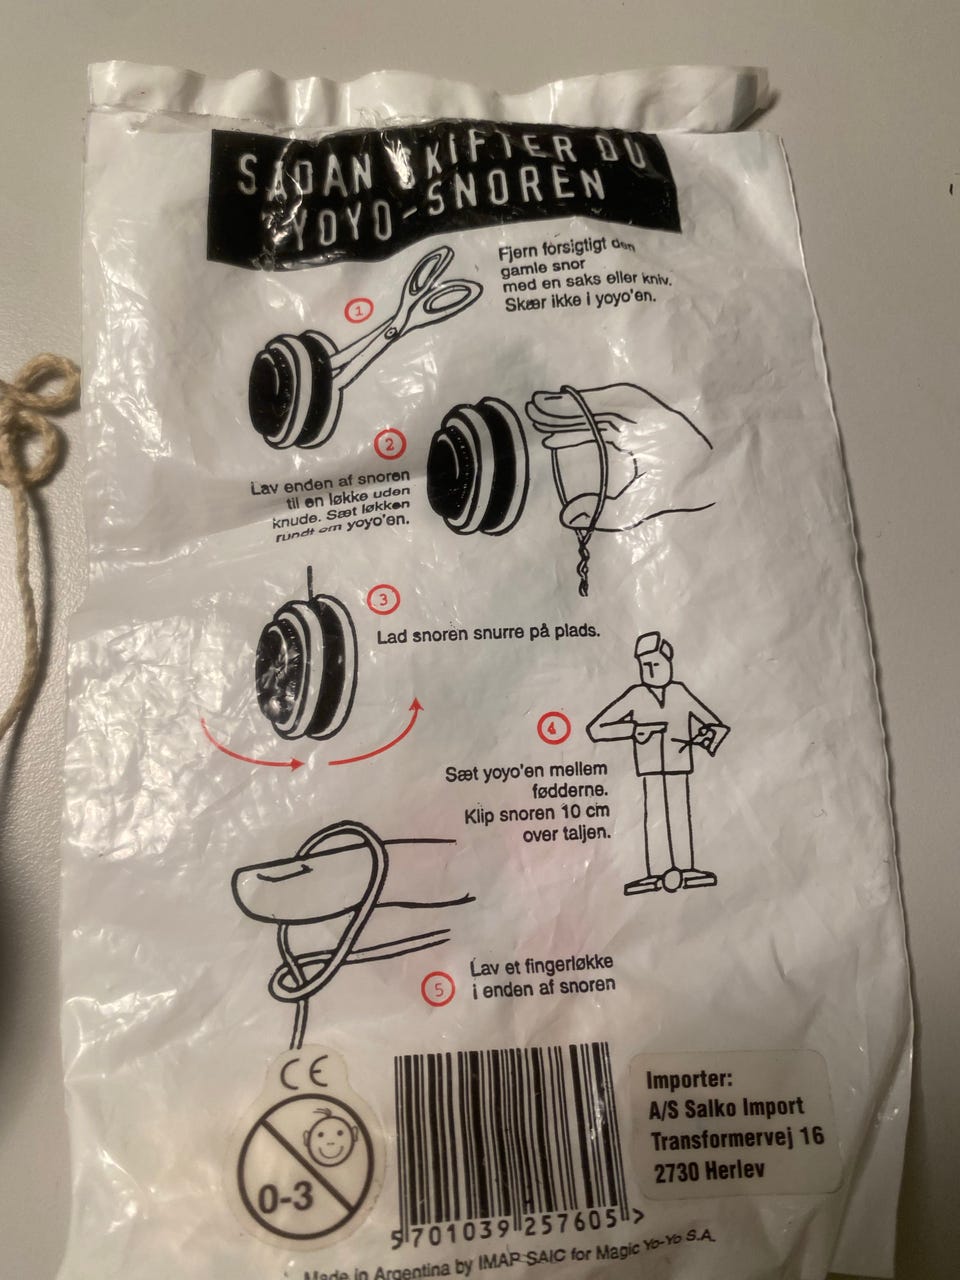 SÅDAN SKIFTER DU
YOYO-SNOREN
1
Fjern forsigtigt den
gamle snor
med en saks eller kniv.
Skær ikke i yoyo'en.
2
Lav enden af snoren
til en løkke uden
knude. Sæt løkken
rundt om yoyo'en.
3
Lad snoren snurre på plads.
4
Sæt yoyo'en mellem
fødderne.
Klip snoren 10 cm
over taljen.
5
Lav et fingerløkke
i enden af snoren
CE
0-3
5 701039 257605 >
Importer:
A/S Salko Import
Transformervej 16
2730 Herlev
Made in Argentina by IMAP SAIC for Magic Yo-Yo S.A.